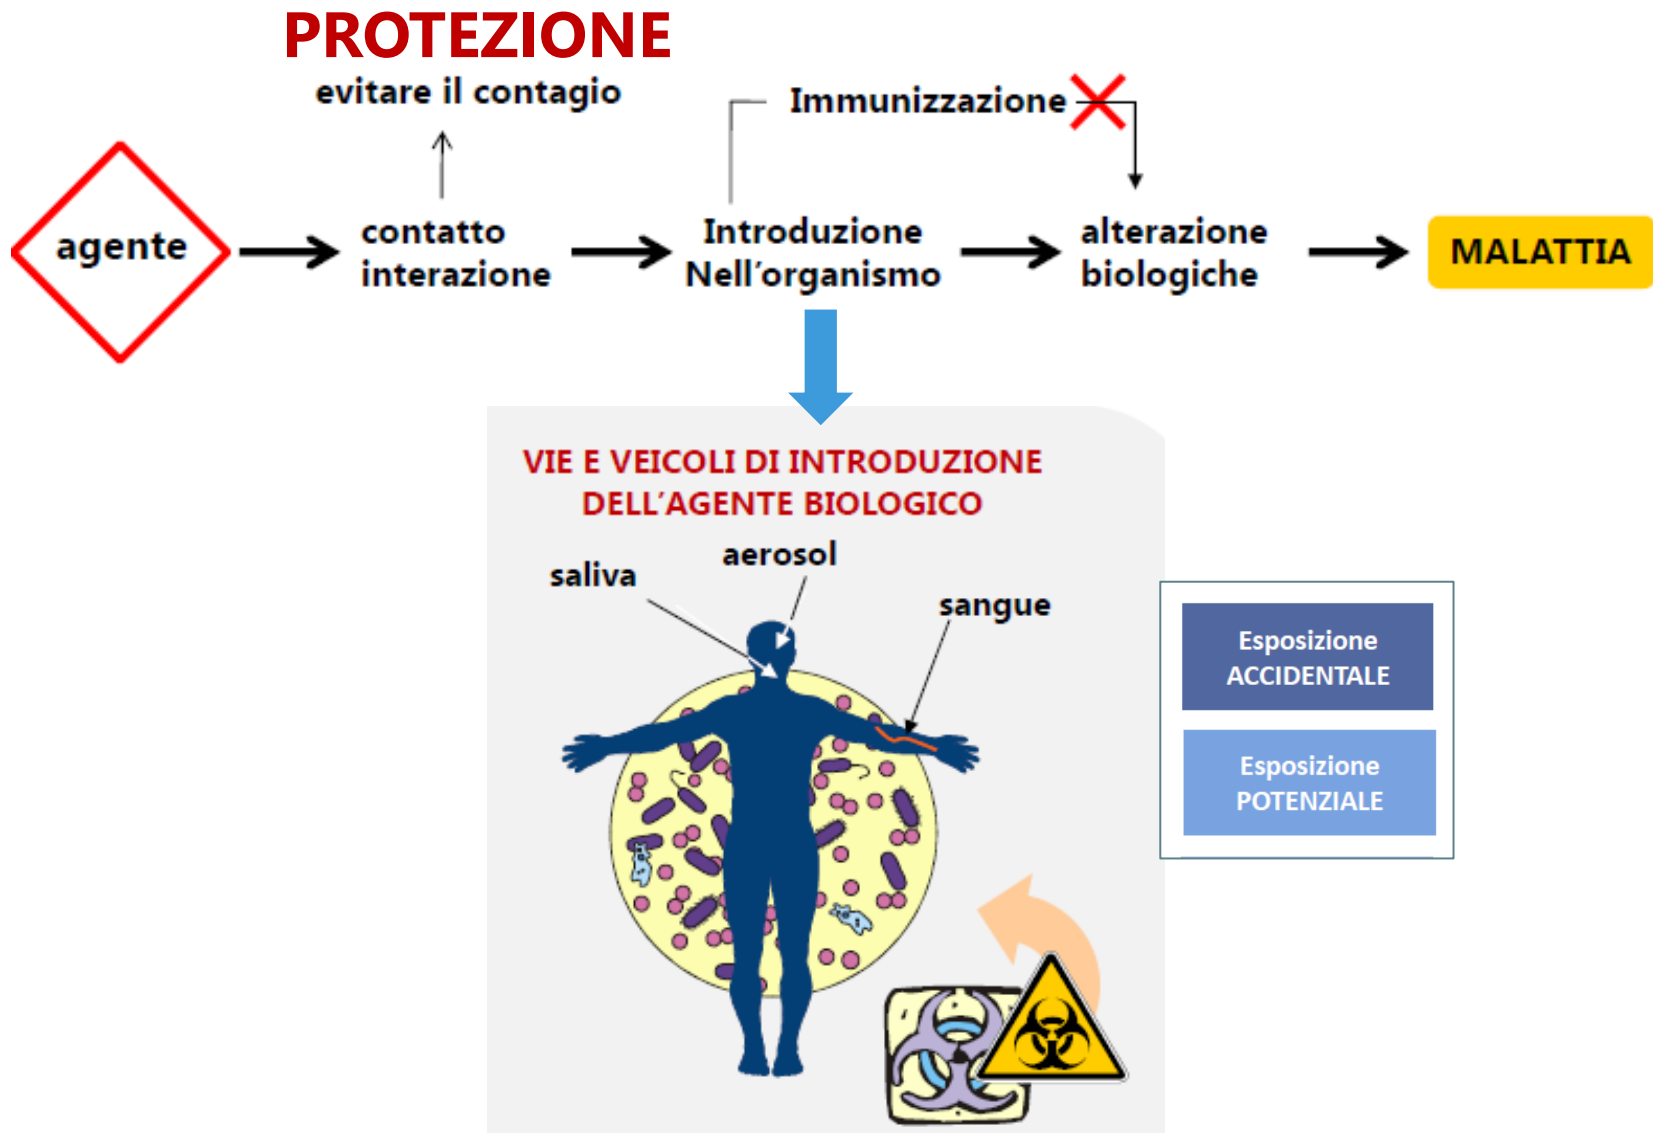 PROTEZIONE
evitare il contagio
Immunizzazione
agente
contatto
interazione
Introduzione
Nell'organismo
alterazione
biologiche
MALATTIA
VIE E VEICOLI DI INTRODUZIONE
DELL'AGENTE BIOLOGICO
aerosol
saliva
sangue
Esposizione
ACCIDENTALE
Esposizione
POTENZIALE